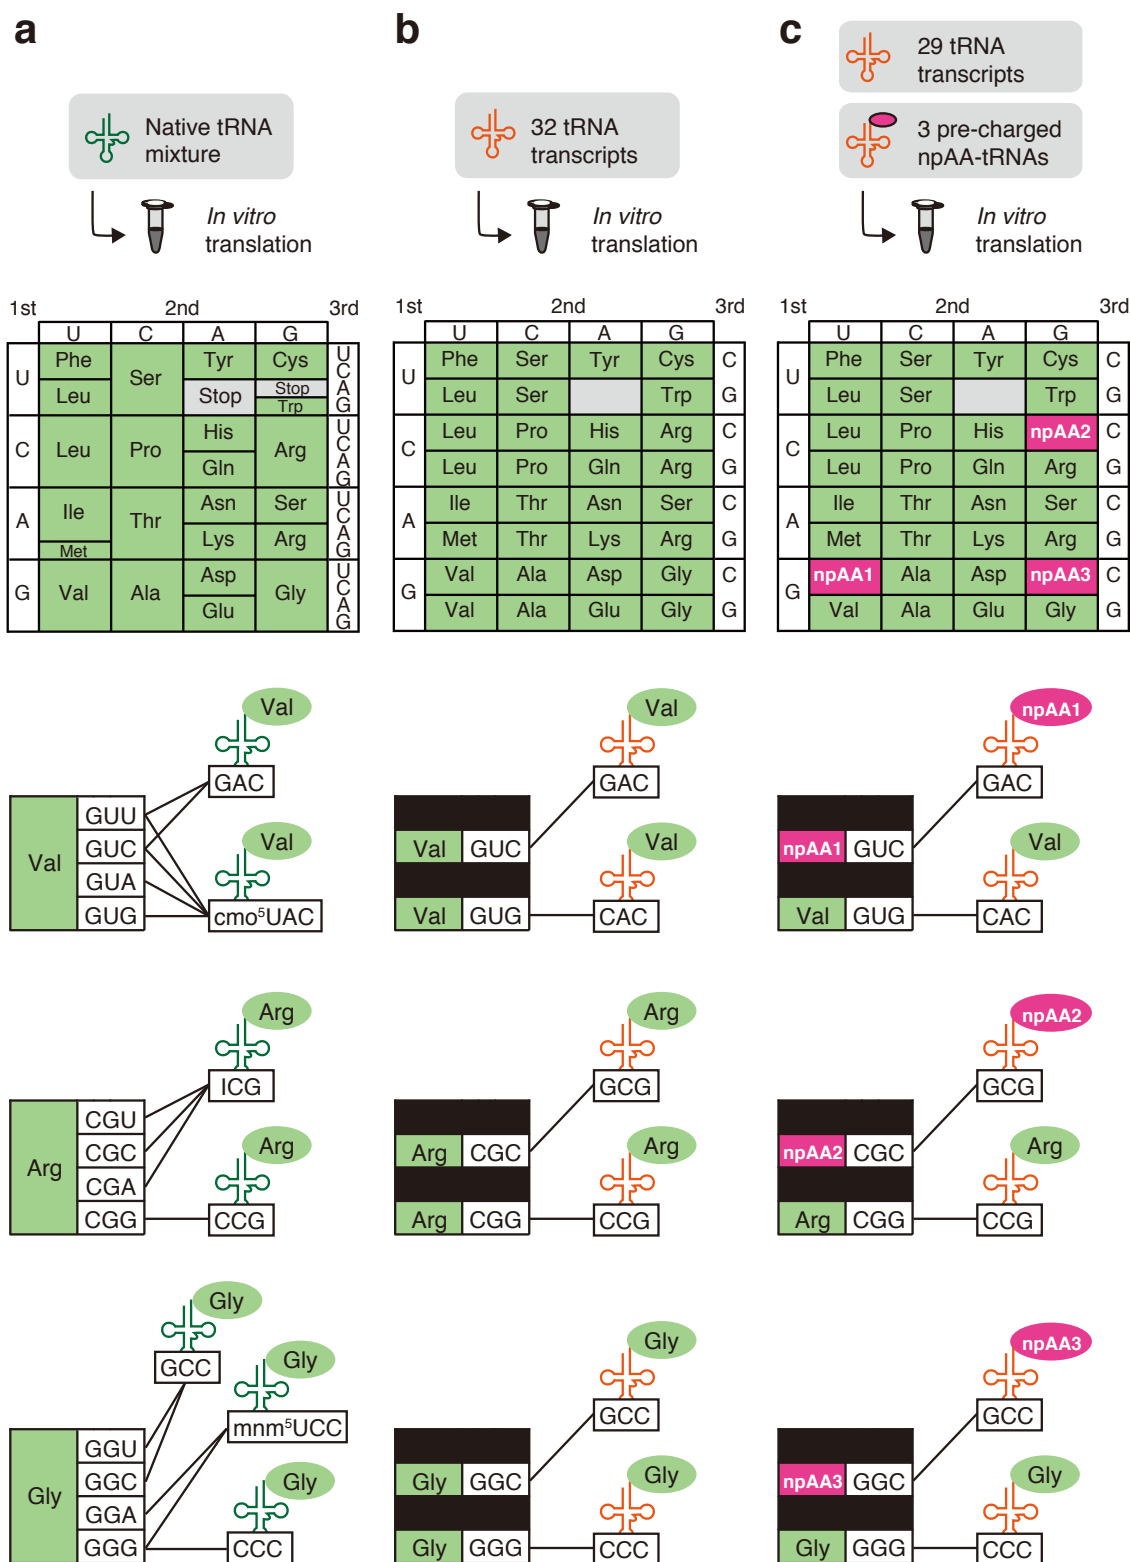 a
Native tRNA
mixture
In vitro
translation
1st 2nd 3rd
U C A G
U Phe Ser Tyr Cys U
C
Leu Stop Stop A
Trp G
C Leu Pro His Arg U
C
Gln A
G
A Ile Thr Asn Ser U
C
Met Lys Arg A
G
G Val Ala Asp Gly U
C
Glu A
G
Val
GAC
Val
GUU
GUC
GUA
GUG
Val
cmo⁵UAC
Arg
ICG
Arg
CGU
CGC
CGA
CGG
Arg
CCG
Gly
GCC
Gly
mnm⁵UCC
Gly
GGU
GGC
GGA
GGG
Gly
CCC
b
32 tRNA
transcripts
In vitro
translation
1st 2nd 3rd
U C A G
U Phe Ser Tyr Cys C
Leu Ser Trp G
C Leu Pro His Arg C
Leu Pro Gln Arg G
A Ile Thr Asn Ser C
Met Thr Lys Arg G
G Val Ala Asp Gly C
Val Ala Glu Gly G
Val
GAC
Val GUC
Val
Val GUG CAC
Arg
GCG
Arg CGC
Arg
Arg CGG CCG
Gly
GCC
Gly GGC
Gly
Gly GGG CCC
c
29 tRNA
transcripts
3 pre-charged
npAA-tRNAs
In vitro
translation
1st 2nd 3rd
U C A G
U Phe Ser Tyr Cys C
Leu Ser Trp G
C Leu Pro His npAA2 C
Leu Pro Gln Arg G
A Ile Thr Asn Ser C
Met Thr Lys Arg G
G npAA1 Ala Asp npAA3 C
Val Ala Glu Gly G
npAA1
GAC
npAA1 GUC
Val
Val GUG CAC
npAA2
GCG
npAA2 CGC
Arg
Arg CGG CCG
npAA3
GCC
npAA3 GGC
Gly
Gly GGG CCC